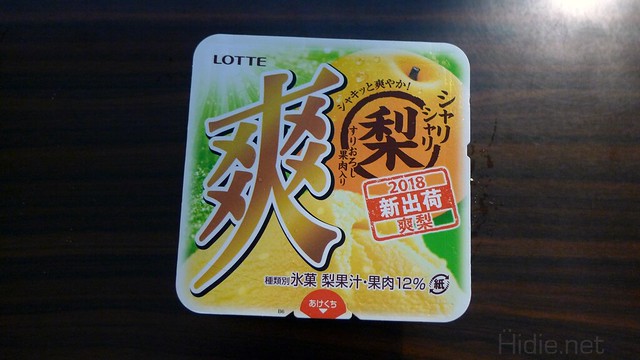 LOTTE
爽
シャキッと爽やか!
梨
シャリシャリ
すりおろし
果肉入り
2018
新出荷
爽梨
種類別 氷菓 梨果汁・果肉12%
紙
あけくち
Hidie.net